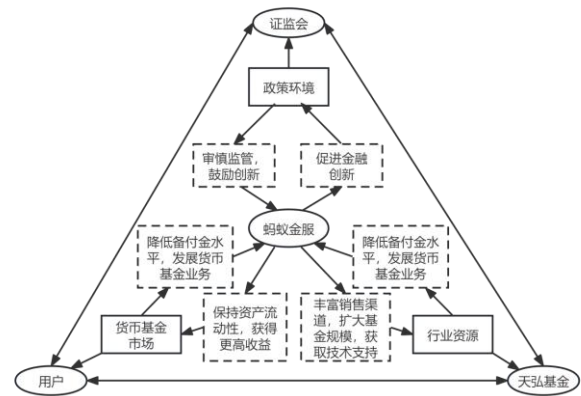 证监会
政策环境
审慎监管，
鼓励创新
促进金融
创新
蚂蚁金服
降低备付金水
平，发展货币
基金业务
降低备付金水
平，发展货币
基金业务
保持资产流
动性，获得
更高收益
丰富销售渠
道，扩大基
金规模，获
取技术支持
货币基金
市场
行业资源
用户
天弘基金